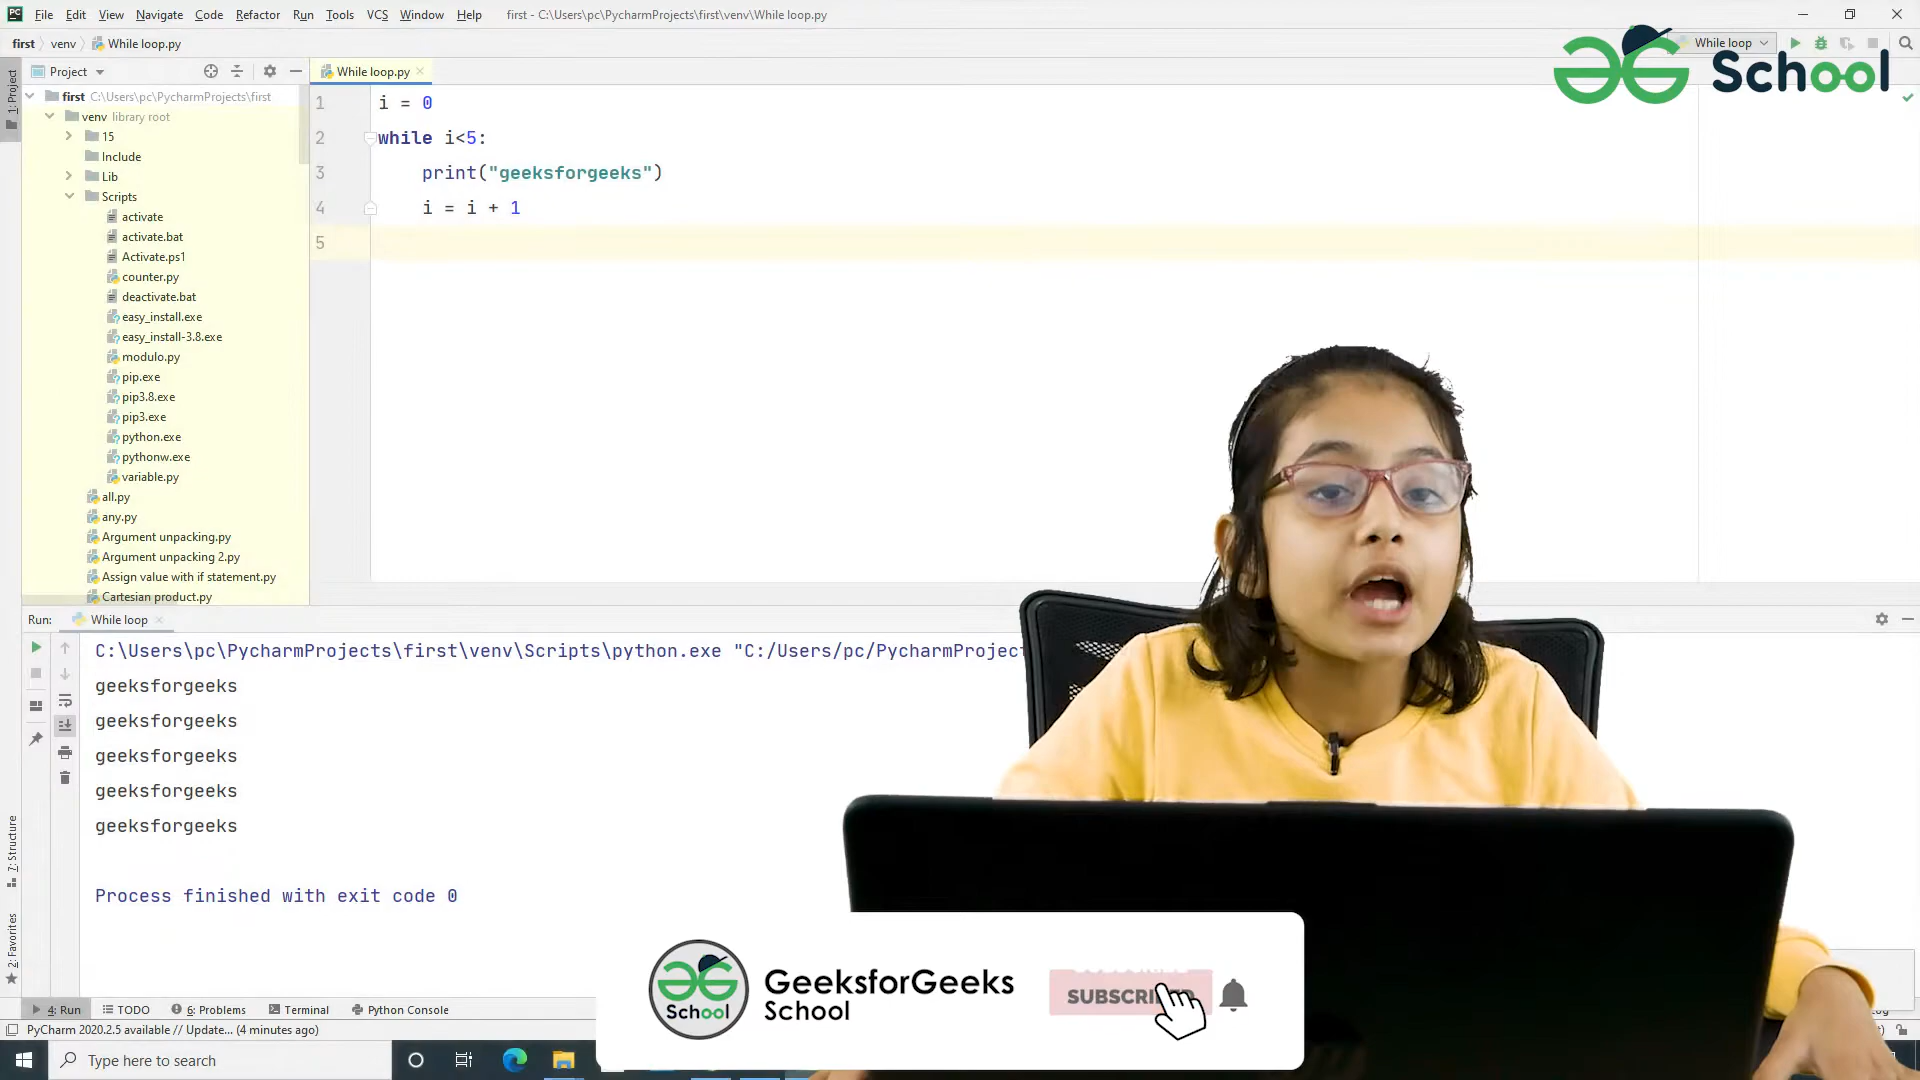 File Edit View Navigate Code Refactor Run Tools VCS Window Help first - C:\Users\pc\PycharmProjects\first\venv\While loop.py
first venv While loop.py
While loop
School
1: Project
Project
While loop.py
first C:\Users\pc\PycharmProjects\first
venv library root
15
Include
Lib
Scripts
activate
activate.bat
Activate.ps1
counter.py
deactivate.bat
easy_install.exe
easy_install-3.8.exe
modulo.py
pip.exe
pip3.8.exe
pip3.exe
python.exe
pythonw.exe
variable.py
all.py
any.py
Argument unpacking.py
Argument unpacking 2.py
Assign value with if statement.py
Cartesian product.py
1 i = 0
2 while i<5:
3 print("geeksforgeeks")
4 i = i + 1
5
Run: While loop
C:\Users\pc\PycharmProjects\first\venv\Scripts\python.exe "C:/Users/pc/PycharmProject
geeksforgeeks
geeksforgeeks
geeksforgeeks
geeksforgeeks
geeksforgeeks
Process finished with exit code 0
7: Structure
2: Favorites
School
GeeksforGeeks
School
SUBSCRIBED
4: Run TODO 6: Problems Terminal Python Console
PyCharm 2020.2.5 available // Update... (4 minutes ago)
Type here to search